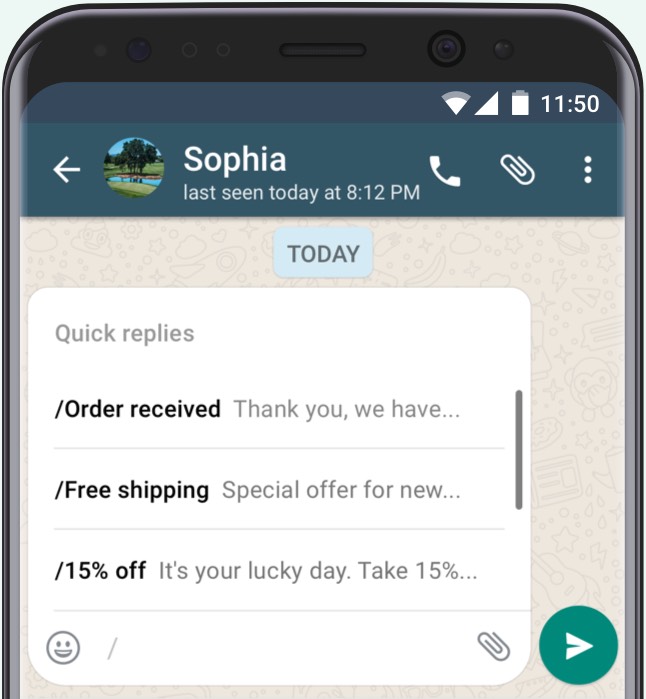 11:50
Sophia
last seen today at 8:12 PM
TODAY
Quick replies
/Order received Thank you, we have...
/Free shipping Special offer for new...
/15% off It's your lucky day. Take 15%...
/